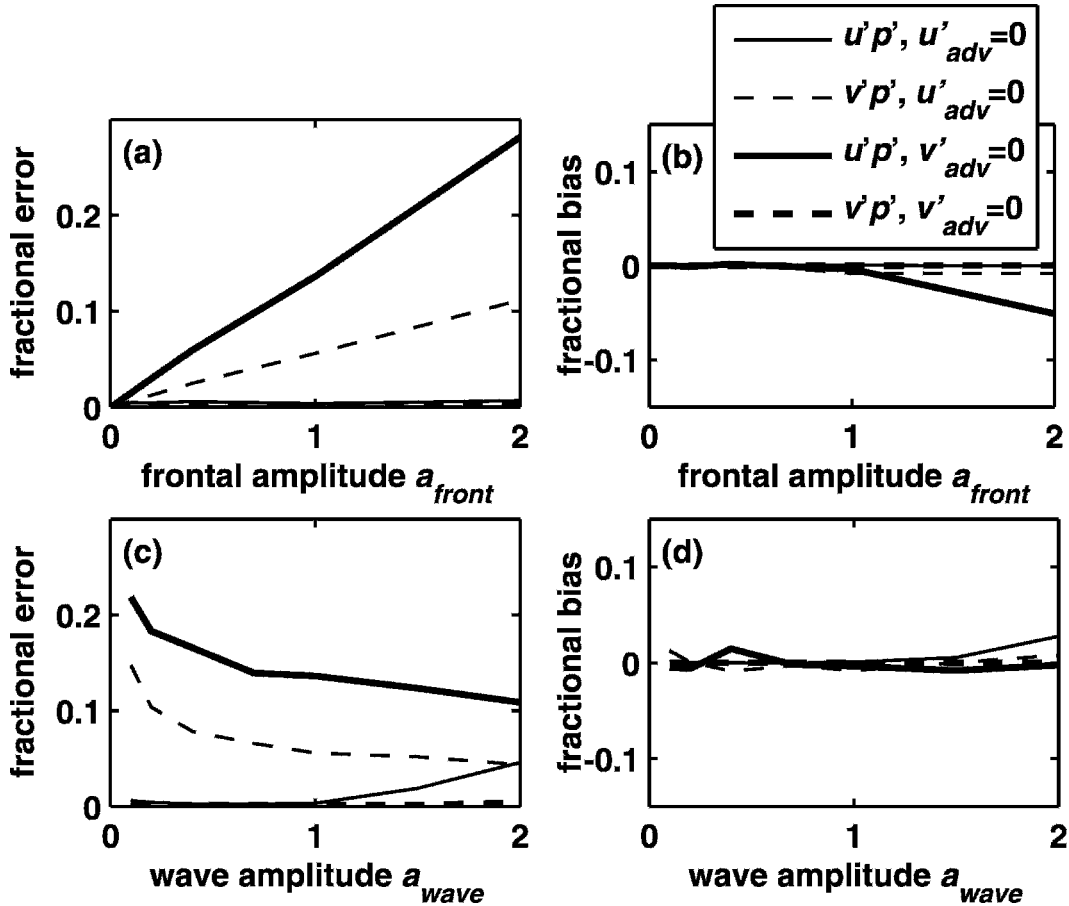 u'p', u'adv=0
v'p', u'adv=0
u'p', v'adv=0
v'p', v'adv=0
(a)
fractional error
0.2
0.1
0
0 1 2
frontal amplitude afront
(b)
fractional bias
0.1
0
-0.1
0 1 2
frontal amplitude afront
(c)
fractional error
0.2
0.1
0
0 1 2
wave amplitude awave
(d)
fractional bias
0.1
0
-0.1
0 1 2
wave amplitude awave